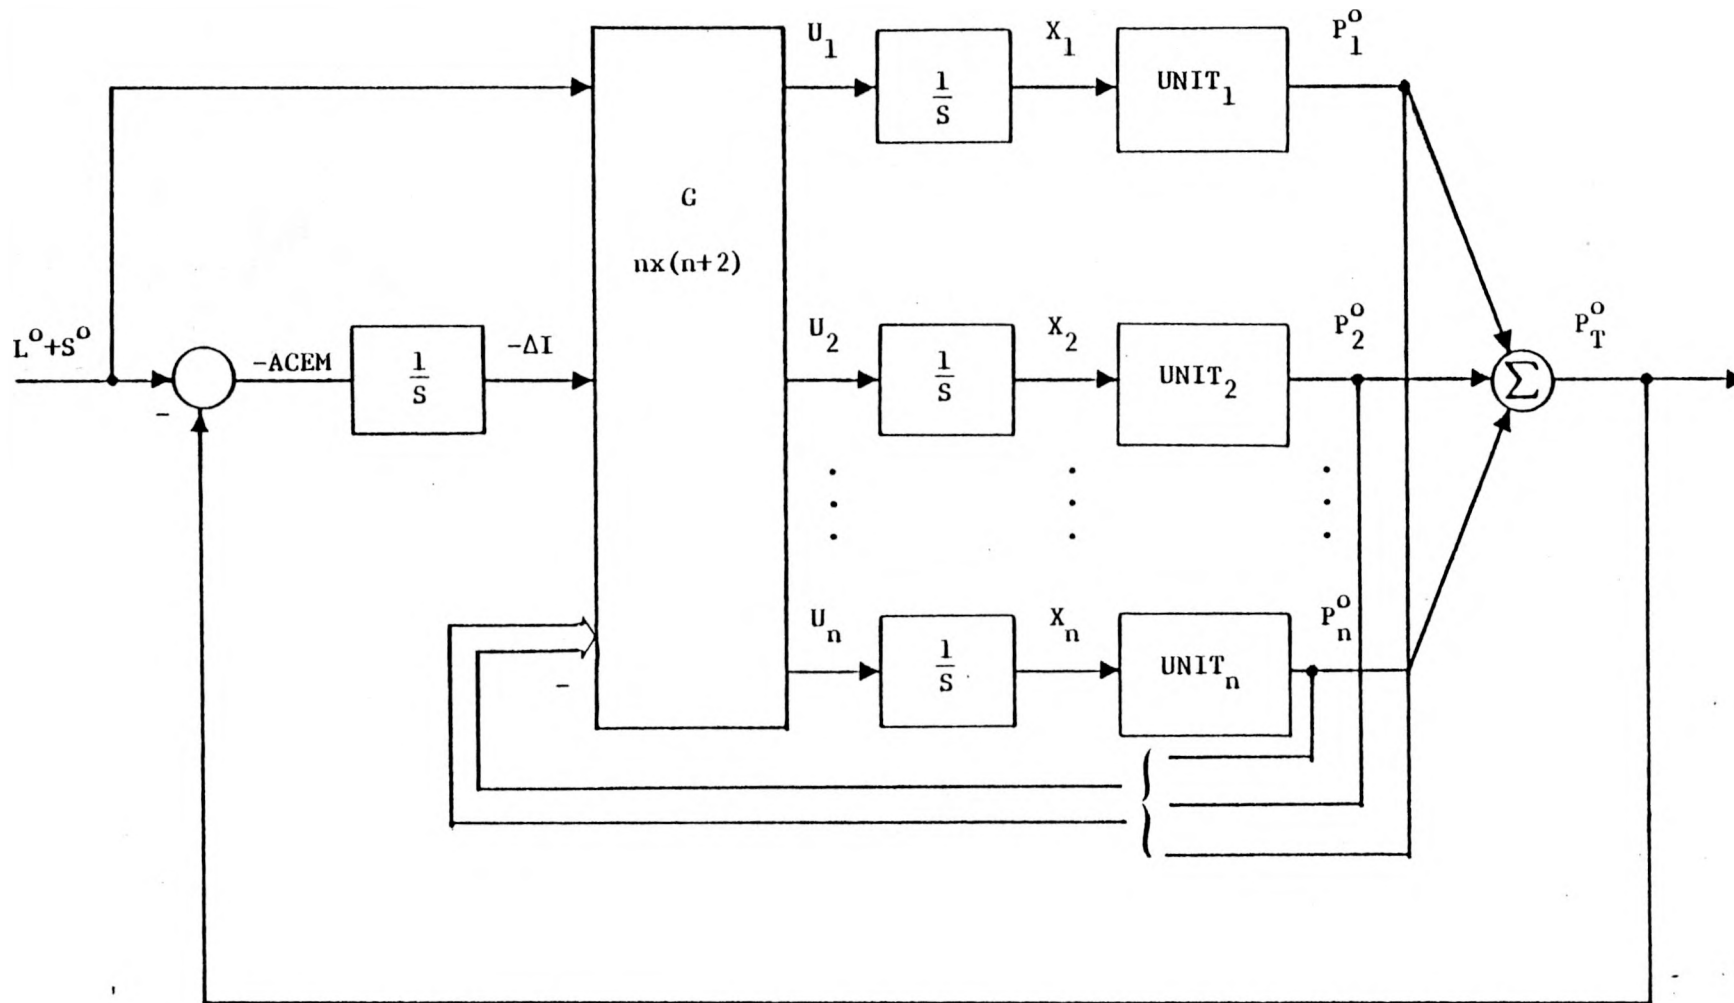 U₁ X₁ P₁ᵒ
1/S UNIT₁
G
nx(n+2)
Lᵒ+Sᵒ -ACEM 1/S -ΔI U₂ 1/S X₂ UNIT₂ P₂ᵒ Σ P_Tᵒ
-
Uₙ Xₙ Pₙᵒ
1/S UNITₙ
-